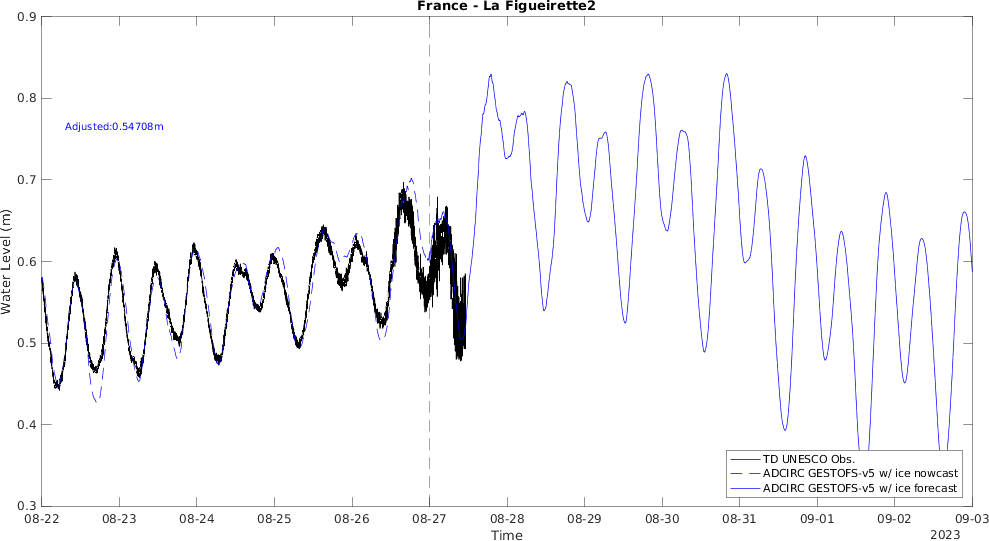 France - La Figueirette2
0.9
0.8
0.7
0.6
0.5
0.4
0.3
Water Level (m)
Adjusted:0.54708m
TD UNESCO Obs.
ADCIRC GESTOFS-v5 w/ ice nowcast
ADCIRC GESTOFS-v5 w/ ice forecast
08-22 08-23 08-24 08-25 08-26 08-27 08-28 08-29 08-30 08-31 09-01 09-02 09-03
Time
2023